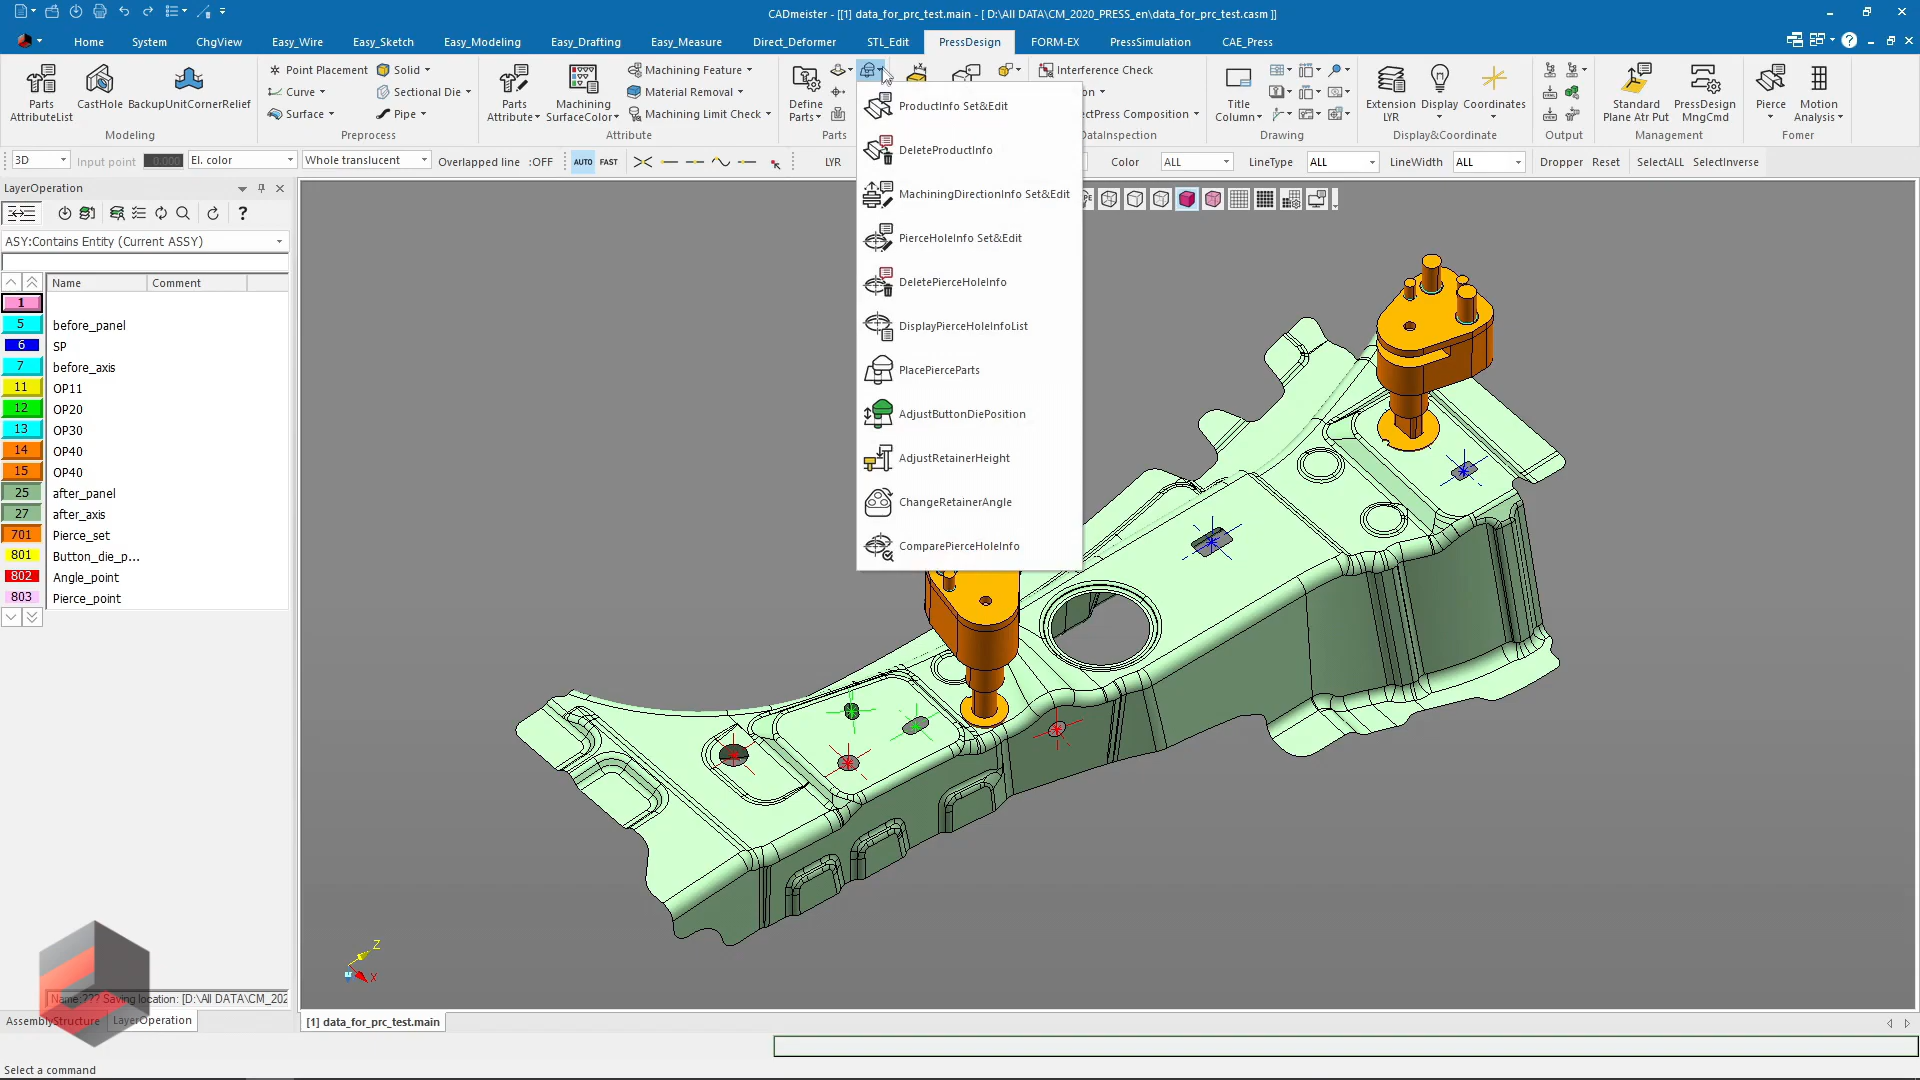 CADmeister - [[1] data_for_prc_test.main - [ D:\All DATA\CM_2020_PRESS_en\data_for_prc_test.casm ]]
Home System ChgView Easy_Wire Easy_Sketch Easy_Modeling Easy_Drafting Easy_Measure Direct_Deformer STL_Edit PressDesign FORM-EX PressSimulation CAE_Press
Parts AttributeList
CastHole
BackupUnitCornerRelief
Modeling
Point Placement
Curve
Surface
Solid
Sectional Die
Pipe
Preprocess
Parts Attribute
Machining SurfaceColor
Machining Feature
Material Removal
Machining Limit Check
Attribute
Define Parts
Parts
Interference Check
on
ectPress Composition
DataInspection
Title Column
Drawing
Extension LYR
Display
Coordinates
Display&Coordinate
Output
Standard Plane Atr Put
PressDesign MngCmd
Management
Pierce
Motion Analysis
Fomer
3D Input point 0.000 El. color Whole translucent Overlapped line :OFF AUTO FAST LYR Color ALL LineType ALL LineWidth ALL Dropper Reset SelectALL SelectInverse
ProductInfo Set&Edit
DeleteProductInfo
MachiningDirectionInfo Set&Edit
PierceHoleInfo Set&Edit
DeletePierceHoleInfo
DisplayPierceHoleInfoList
PlacePierceParts
AdjustButtonDiePosition
AdjustRetainerHeight
ChangeRetainerAngle
ComparePierceHoleInfo
LayerOperation
ASY:Contains Entity (Current ASSY)
Name Comment
1
5 before_panel
6 SP
7 before_axis
11 OP11
12 OP20
13 OP30
14 OP40
15 OP40
25 after_panel
27 after_axis
701 Pierce_set
801 Button_die_p...
802 Angle_point
803 Pierce_point
Z
X
Name:??? Saving location: [D:\All DATA\CM_202
AssemblyStructure LayerOperation
[1] data_for_prc_test.main
Select a command